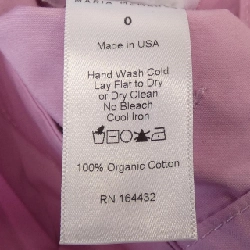 0
Made in USA
Hand Wash Cold
Lay Flat to Dry
or Dry Clean
No Bleach
Cool Iron
100% Organic Cotton
RN 164432